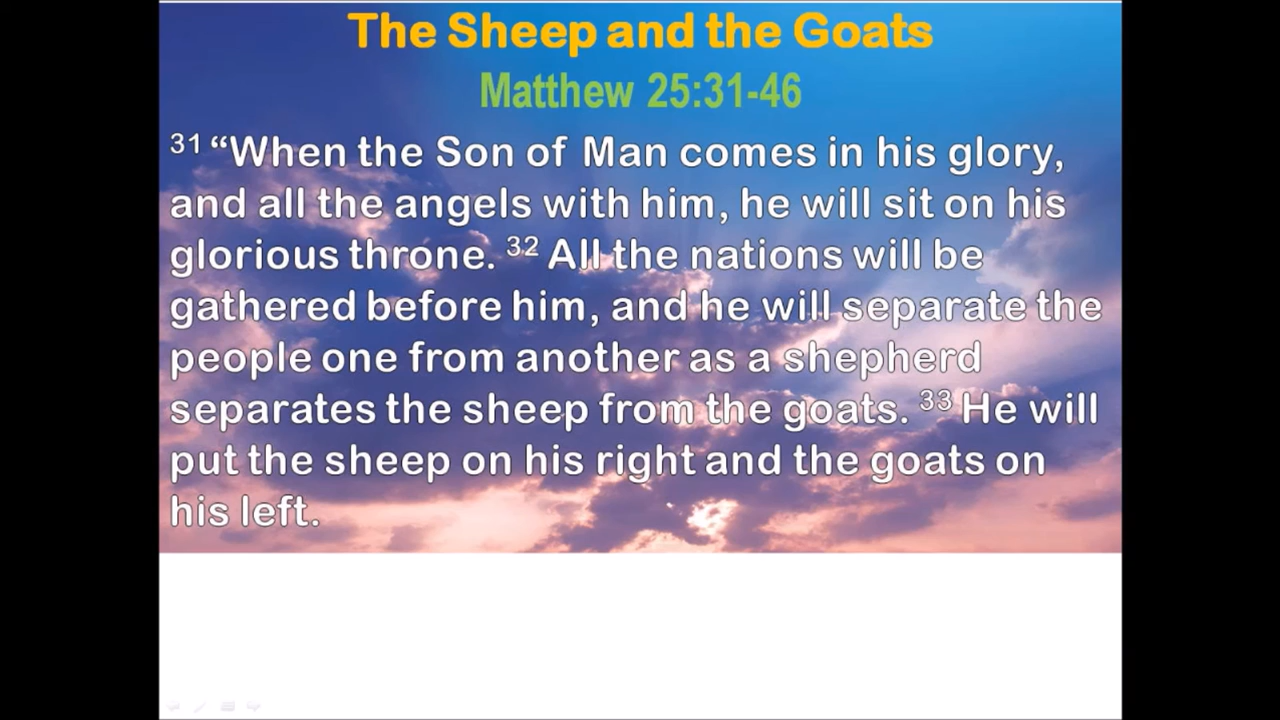 The Sheep and the Goats
Matthew 25:31-46
31 “When the Son of Man comes in his glory,
and all the angels with him, he will sit on his
glorious throne. 32 All the nations will be
gathered before him, and he will separate the
people one from another as a shepherd
separates the sheep from the goats. 33 He will
put the sheep on his right and the goats on
his left.